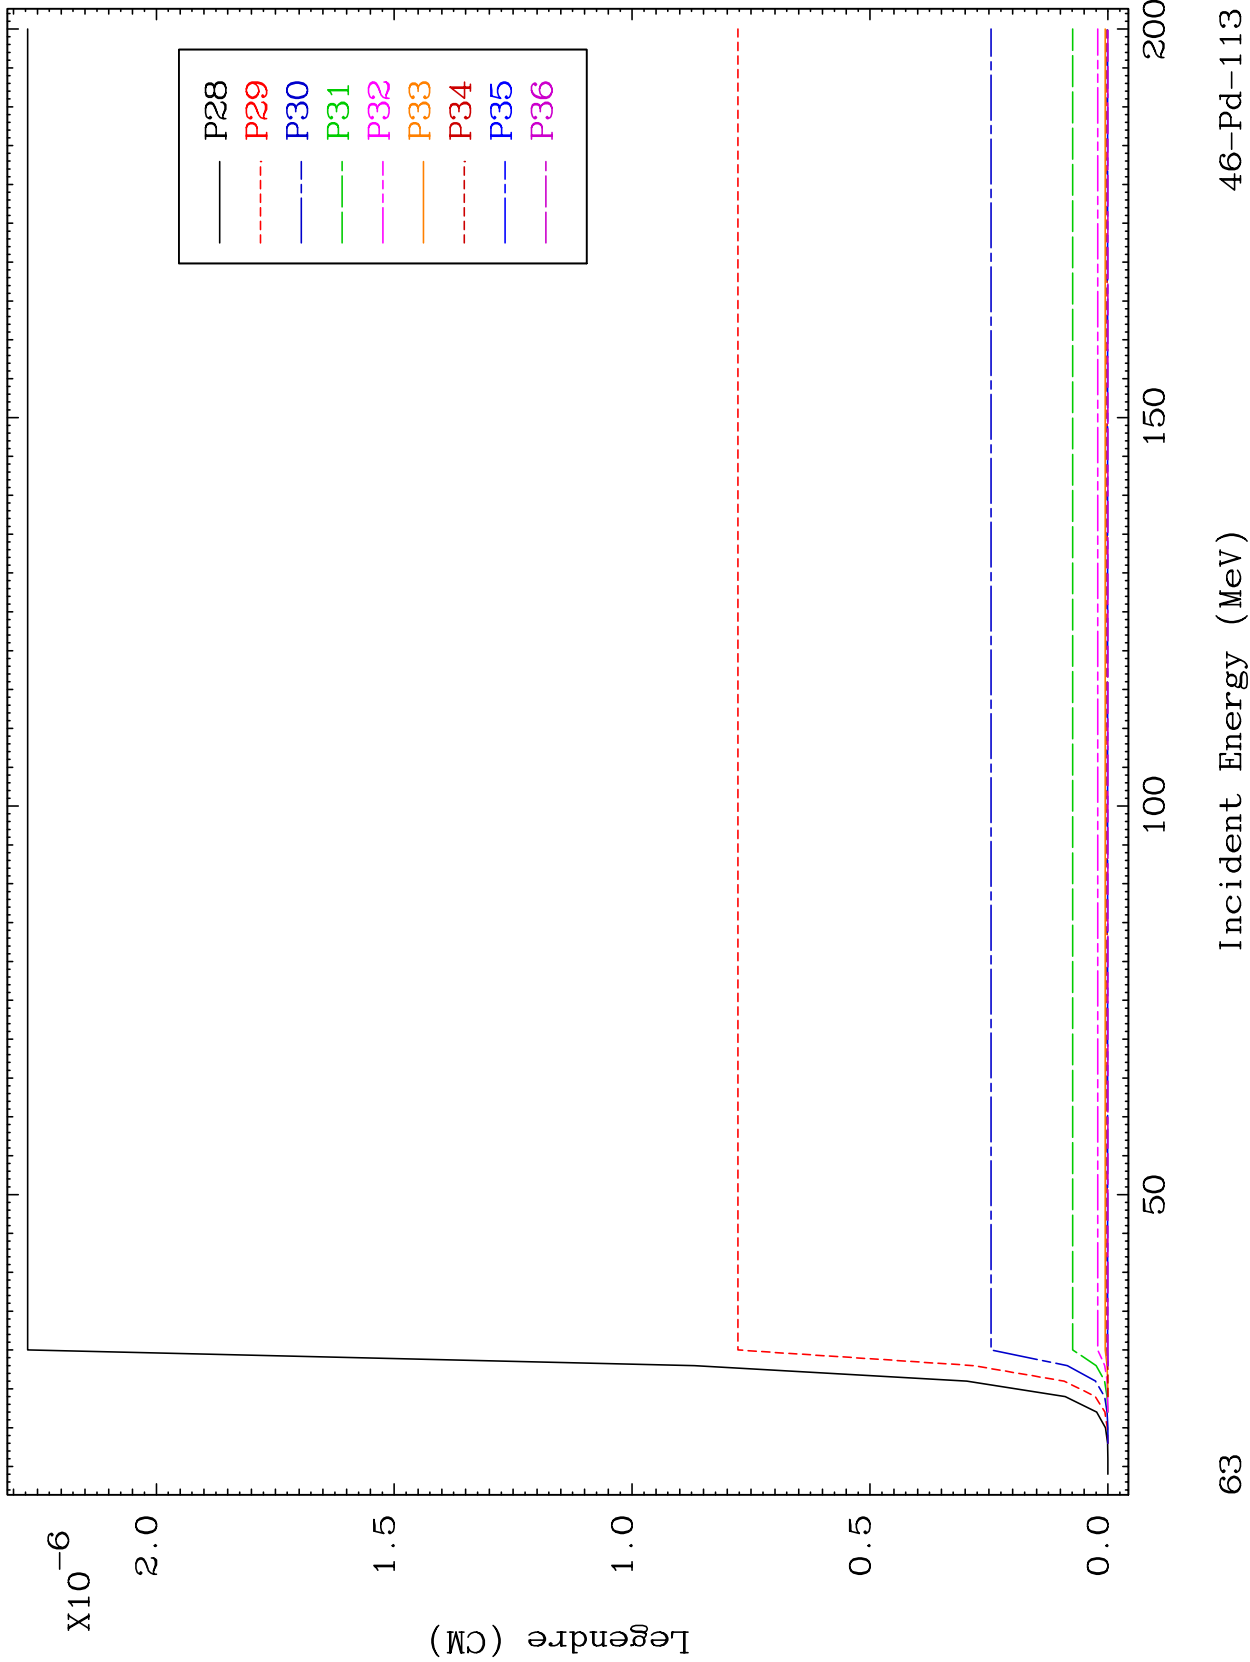 X10-6
2.0
1.5
1.0
0.5
0.0
Legendre (CM)
P28
P29
P30
P31
P32
P33
P34
P35
P36
50
100
150
200
Incident Energy (MeV)
63
46-Pd-113